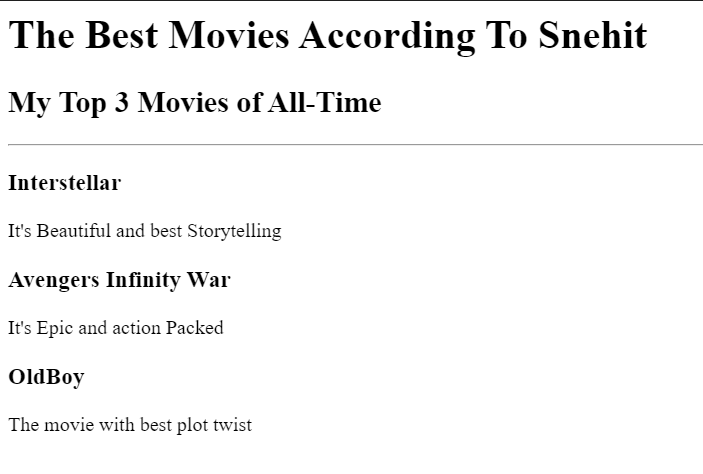 The Best Movies According To Snehit
My Top 3 Movies of All-Time
Interstellar
It's Beautiful and best Storytelling
Avengers Infinity War
It's Epic and action Packed
OldBoy
The movie with best plot twist